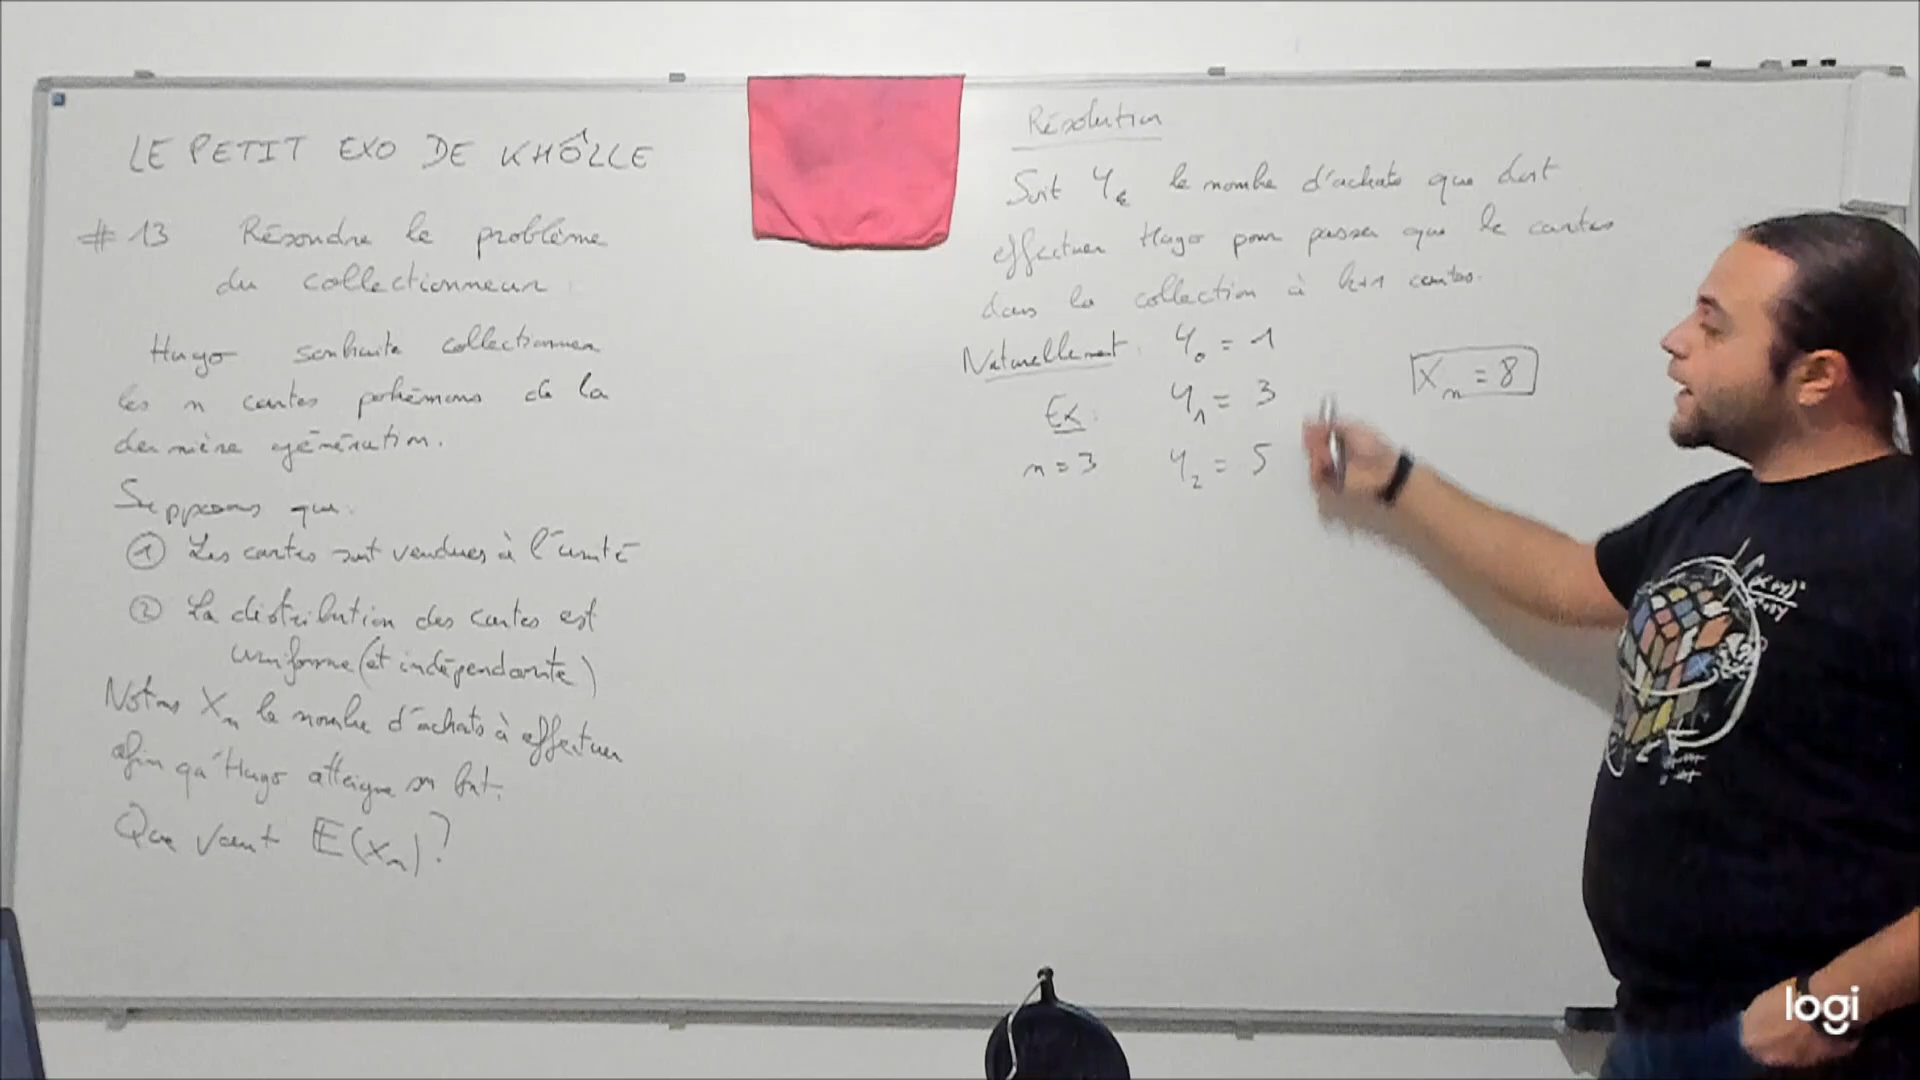 LE PETIT EXO DE KHÔLLE
# 13 Résoudre le problème
du collectionneur
Hugo souhaite collectionner
les n cartes pokémons de la
dernière génération.
Supposons que:
① Les cartes sont vendues à l'unité
② La distribution des cartes est
uniforme (et indépendante)
Notons Xn le nombre d'achats à effectuer
afin qu'Hugo atteigne son but.
Que vaut E(Xn)?
Résolution
Soit Yk le nombre d'achats que doit
effectuer Hugo pour passer que k cartes
dans la collection à k+1 cartes.
Naturellement: Y0 = 1
Ex: Y1 = 3
Xn = 8
n = 3 Y2 = 5
logi